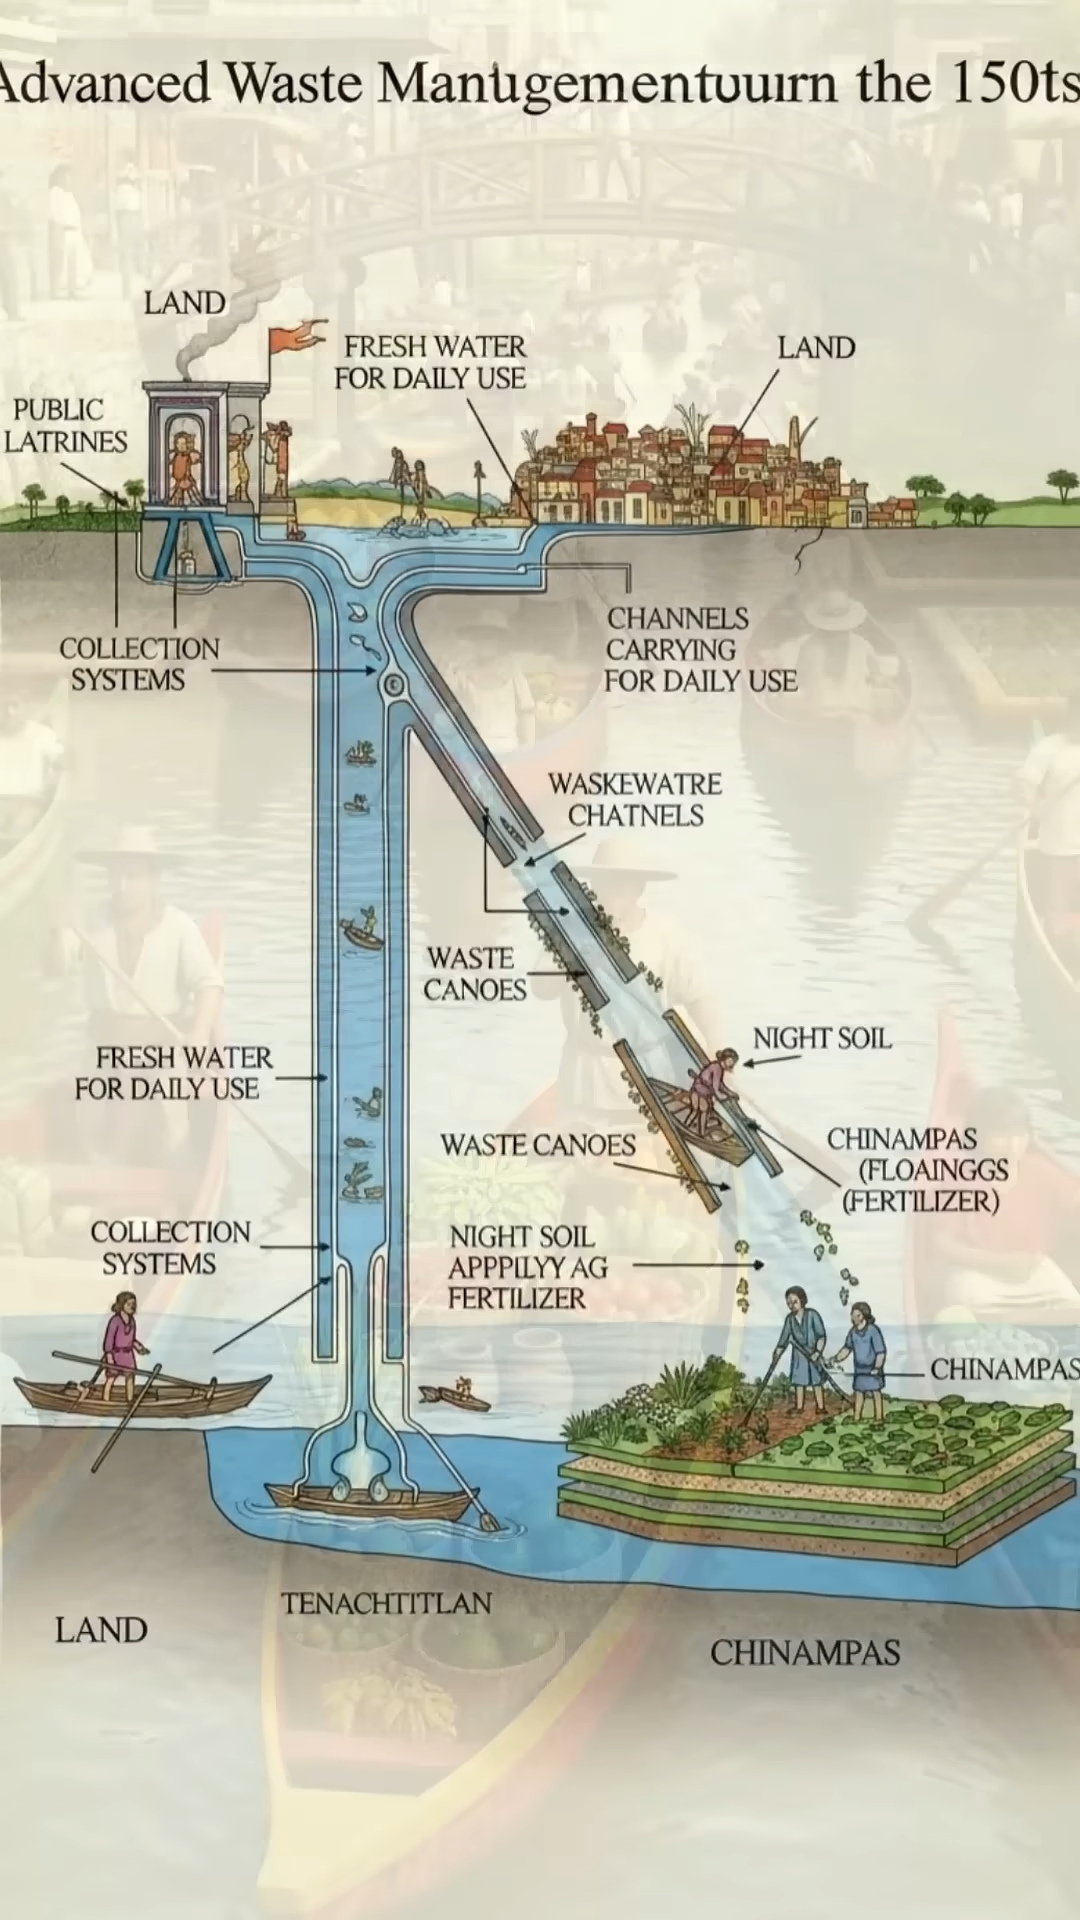 Advanced Waste Manugementuuırn the 150ts
LAND
FRESH WATER
FOR DAILY USE
LAND
PUBLIC
LATRINES
CHANNELS
CARRYING
FOR DAILY USE
COLLECTION
SYSTEMS
WASKEWATRE
CHATNELS
WASTE
CANOES
NIGHT SOIL
FRESH WATER
FOR DAILY USE
WASTE CANOES
CHINAMPAS
(FLOAINGGS
(FERTILIZER)
COLLECTION
SYSTEMS
NIGHT SOIL
APPPILYY AG
FERTILIZER
CHINAMPAS
TENACHTITLAN
LAND
CHINAMPAS